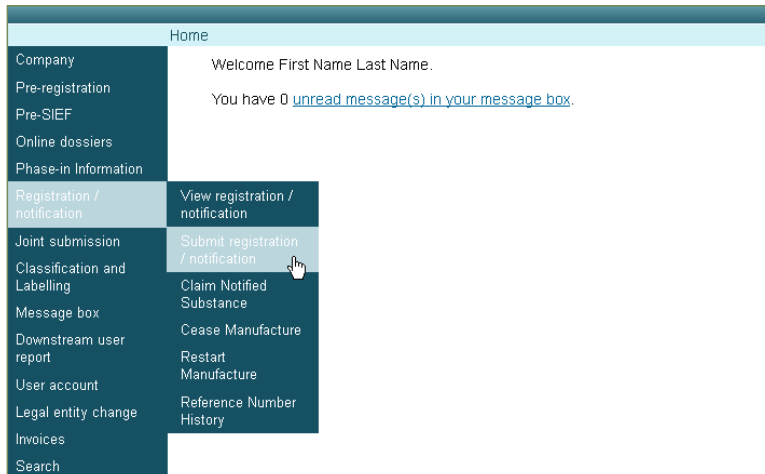 Home
Welcome First Name Last Name.
You have 0 unread message(s) in your message box.
Company
Pre-registration
Pre-SIEF
Online dossiers
Phase-in Information
Registration /
notification
Joint submission
Classification and
Labelling
Message box
Downstream user
report
User account
Legal entity change
Invoices
Search
View registration /
notification
Submit registration
/ notification
Claim Notified
Substance
Cease Manufacture
Restart
Manufacture
Reference Number
History